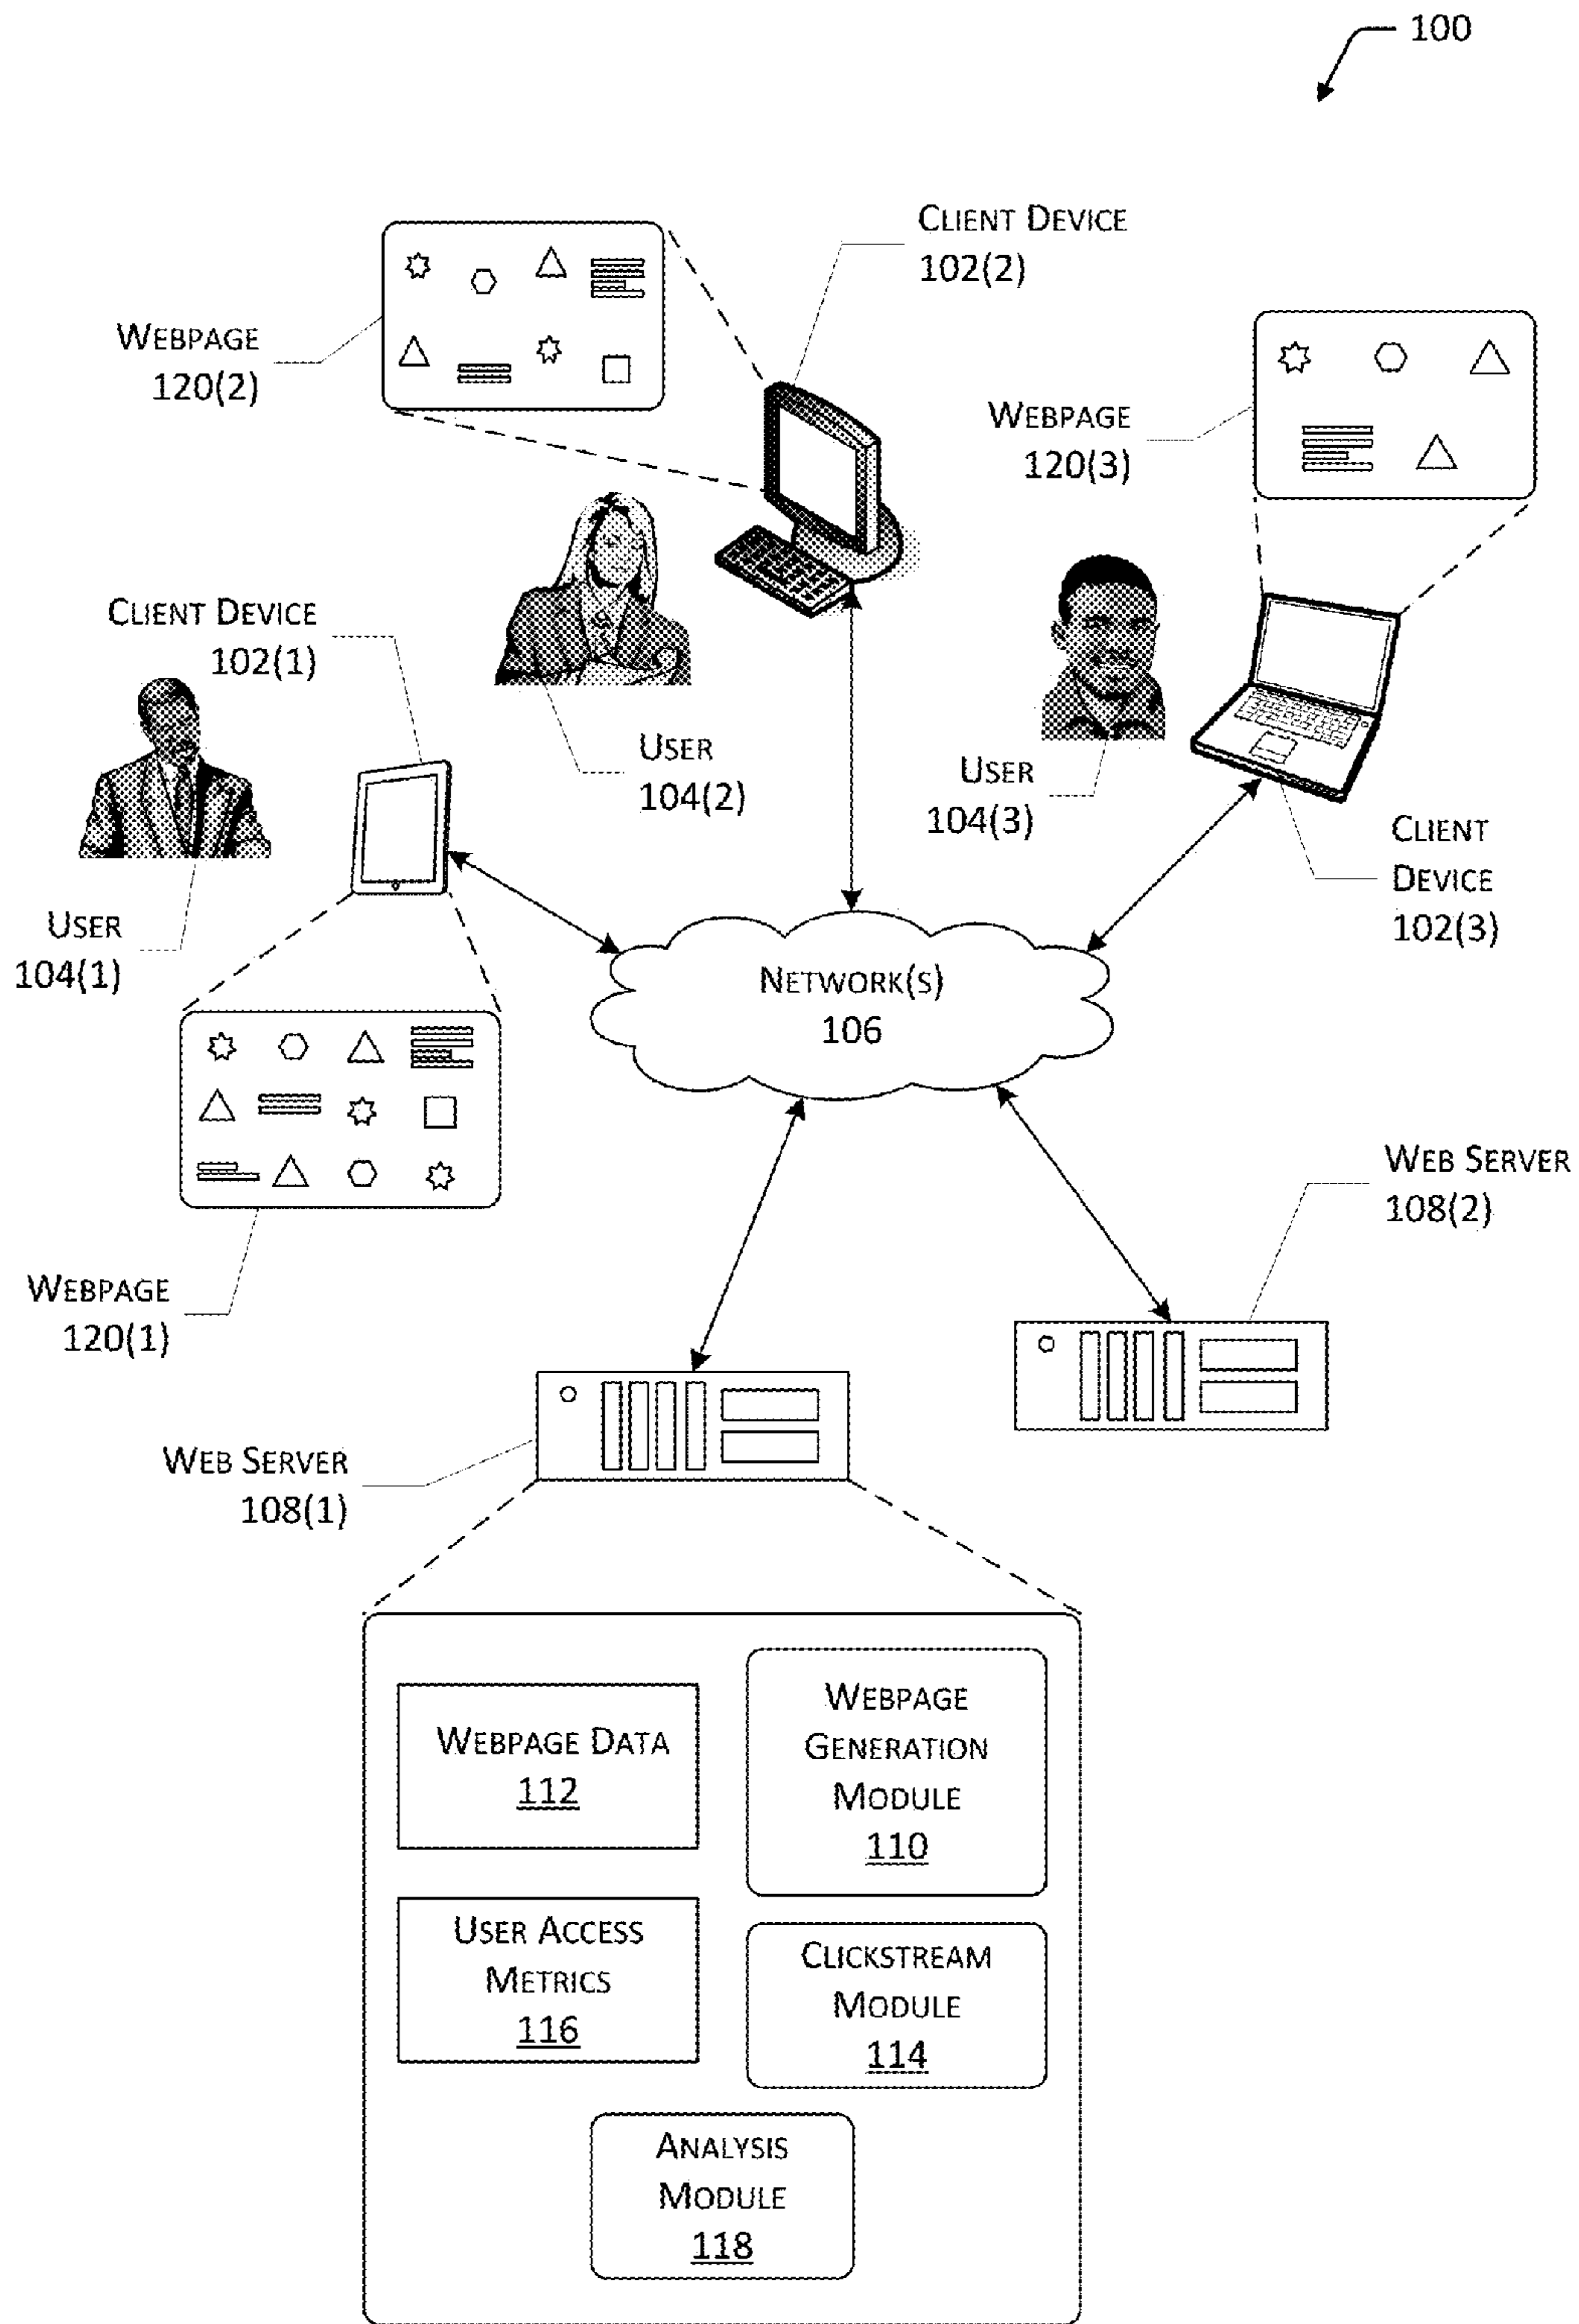 100
CLIENT DEVICE
102(2)
WEBPAGE
120(2)
WEBPAGE
120(3)
CLIENT DEVICE
102(1)
USER
104(2)
USER
104(3)
CLIENT
DEVICE
102(3)
USER
104(1)
NETWORK(S)
106
WEB SERVER
108(2)
WEBPAGE
120(1)
WEB SERVER
108(1)
WEBPAGE DATA
112
WEBPAGE
GENERATION
MODULE
110
USER ACCESS
METRICS
116
CLICKSTREAM
MODULE
114
ANALYSIS
MODULE
118